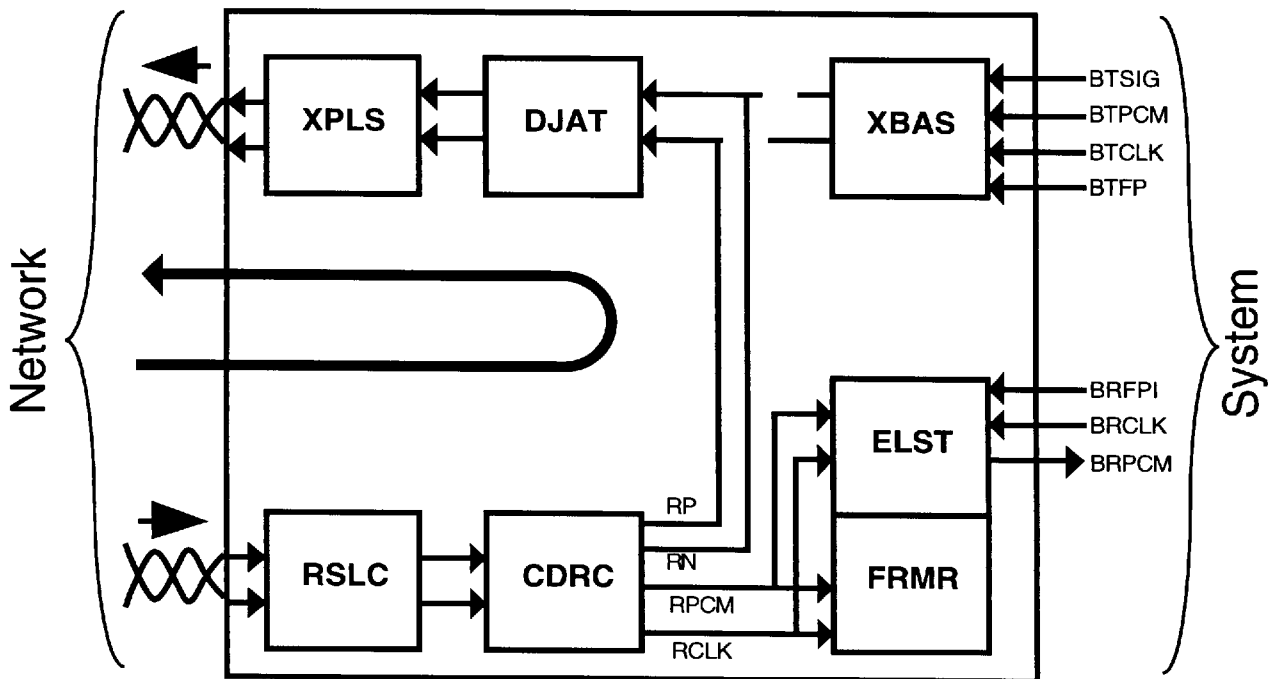 Network
XPLS
DJAT
XBAS
BTSIG
BTPCM
BTCLK
BTFP
System
ELST
BRFPI
BRCLK
BRPCM
RSLC
CDRC
RP
RN
RPCM
RCLK
FRMR